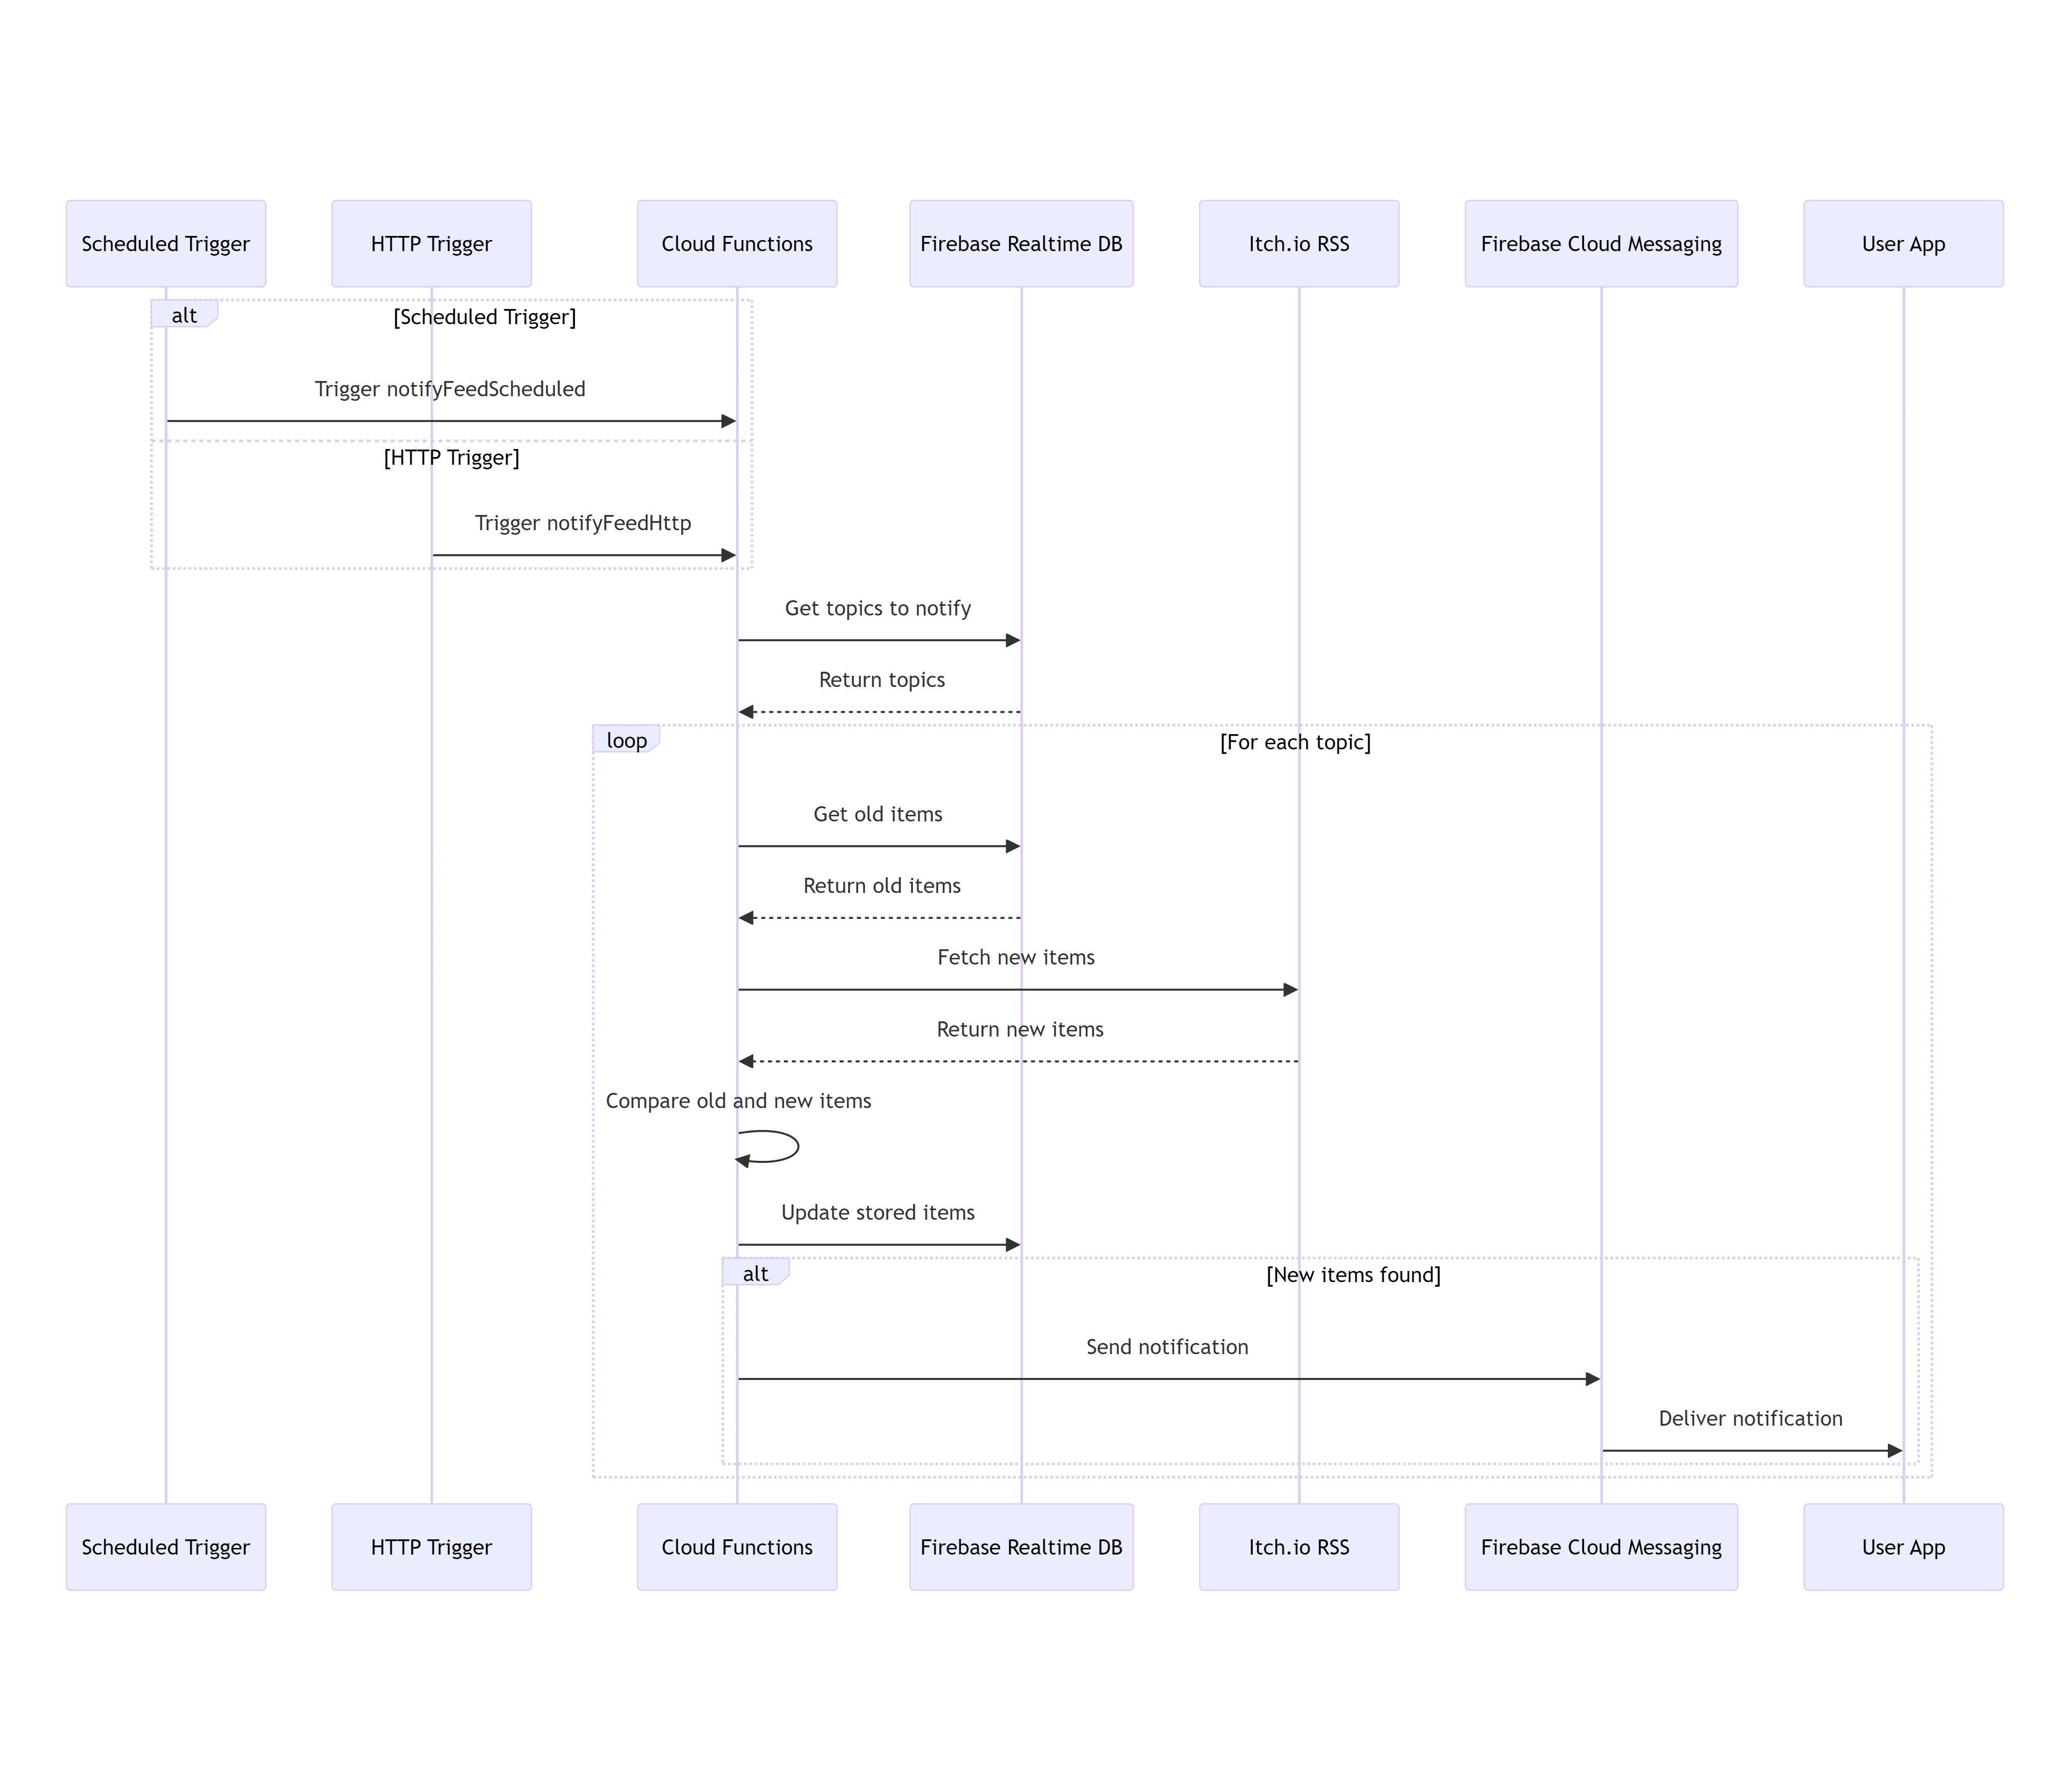 Scheduled Trigger
HTTP Trigger
Cloud Functions
Firebase Realtime DB
Itch.io RSS
Firebase Cloud Messaging
User App
alt
[Scheduled Trigger]
Trigger notifyFeedScheduled
[HTTP Trigger]
Trigger notifyFeedHttp
Get topics to notify
Return topics
loop
[For each topic]
Get old items
Return old items
Fetch new items
Return new items
Compare old and new items
Update stored items
alt
[New items found]
Send notification
Deliver notification
Scheduled Trigger
HTTP Trigger
Cloud Functions
Firebase Realtime DB
Itch.io RSS
Firebase Cloud Messaging
User App